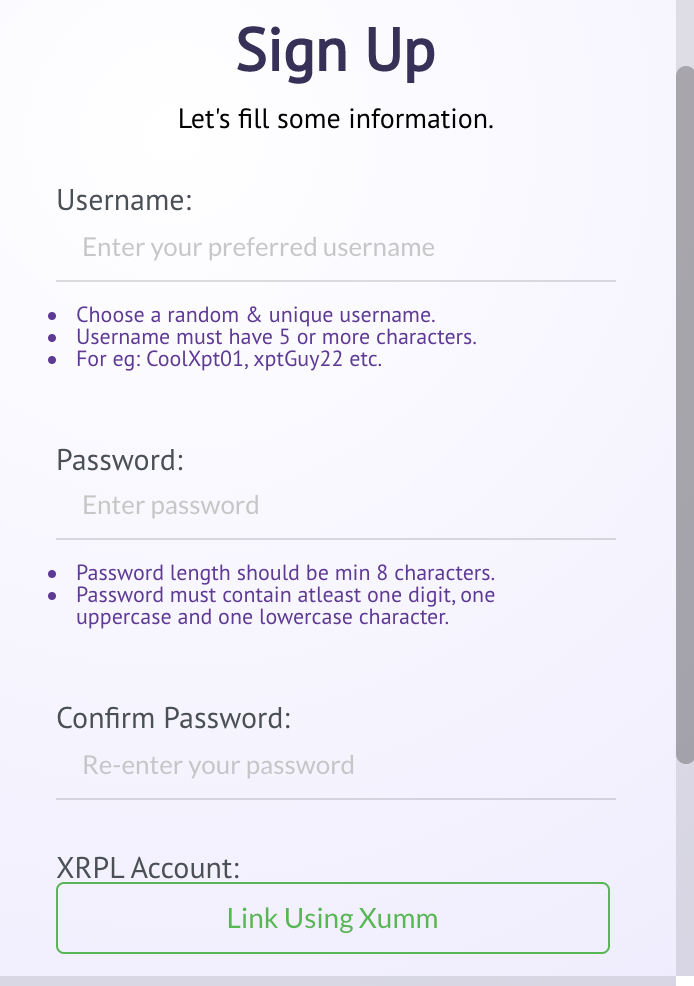 Sign Up
Let's fill some information.
Username:
Enter your preferred username
• Choose a random & unique username.
• Username must have 5 or more characters.
• For eg: CoolXpt01, xptGuy22 etc.
Password:
Enter password
• Password length should be min 8 characters.
• Password must contain atleast one digit, one
uppercase and one lowercase character.
Confirm Password:
Re-enter your password
XRPL Account:
Link Using Xumm